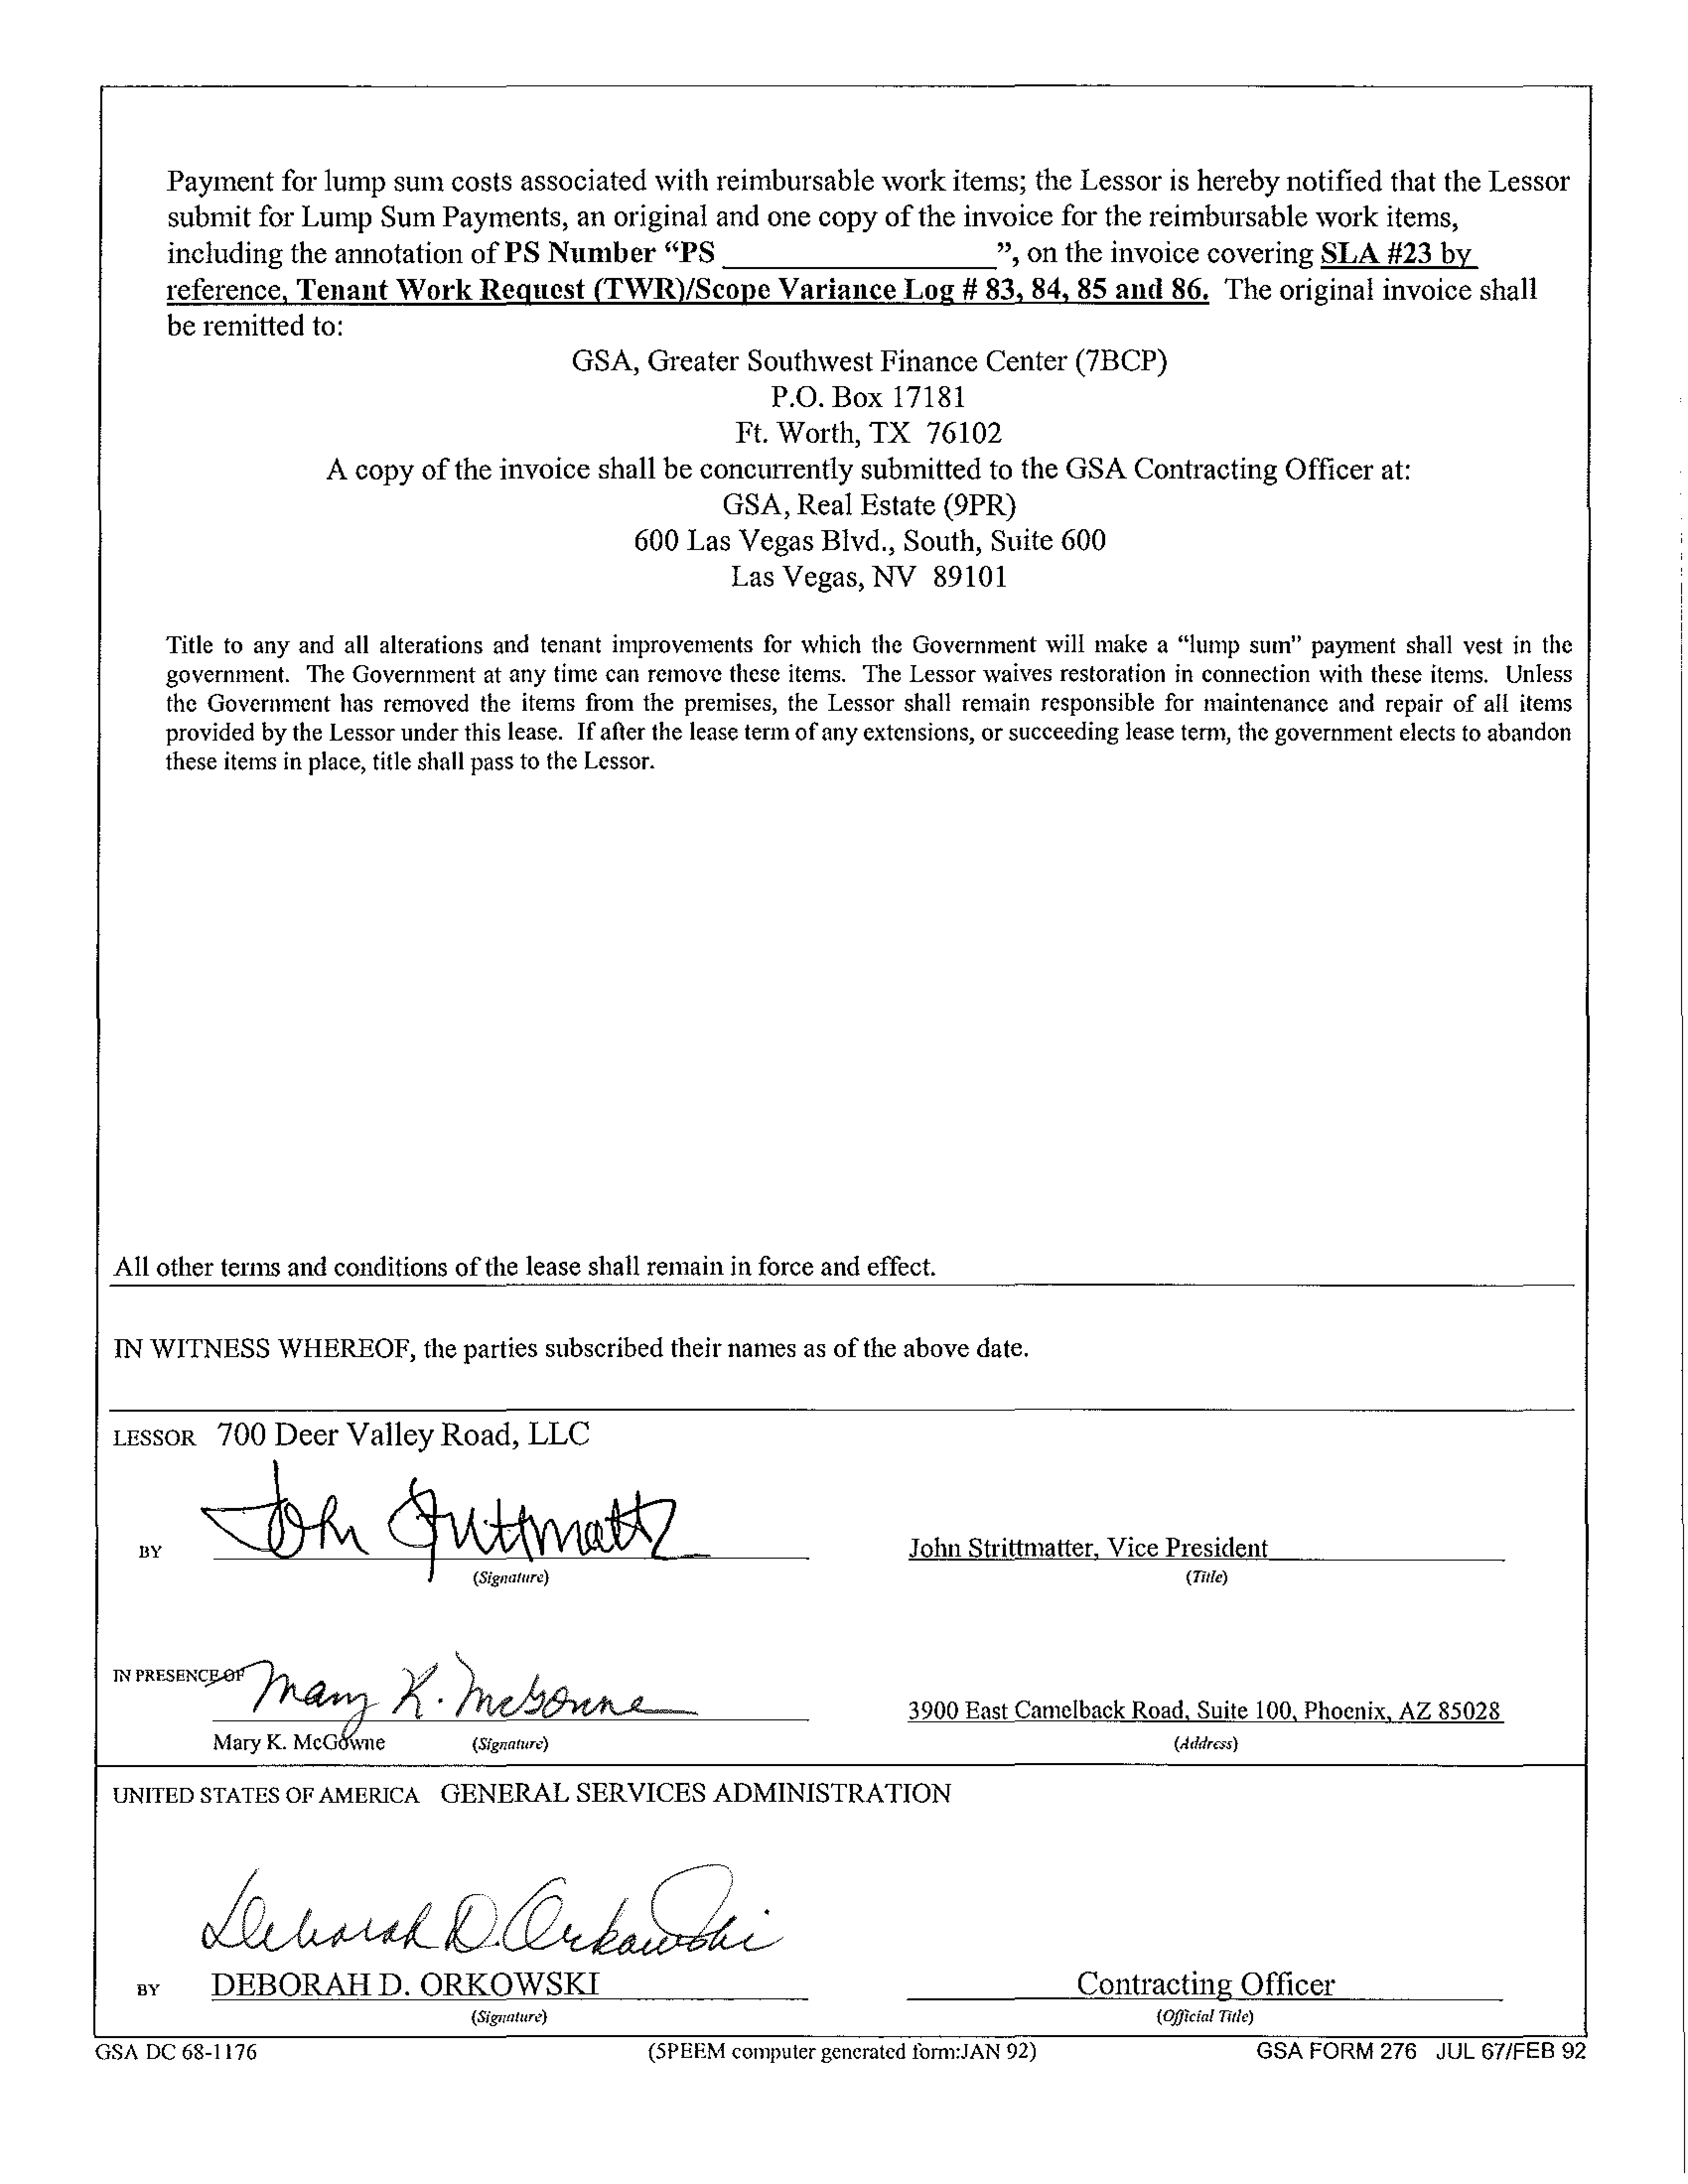 Payment for lump sum costs associated with reimbursable work items; the Lessor is hereby notified that the Lessor
submit for Lump Sum Payments, an original and one copy of the invoice for the reimbursable work items,
including the annotation of PS Number “PS ____________________”, on the invoice covering SLA #23 by
reference, Tenant Work Request (TWR)/Scope Variance Log # 83, 84, 85 and 86. The original invoice shall
be remitted to:
GSA, Greater Southwest Finance Center (7BCP)
P.O. Box 17181
Ft. Worth, TX 76102
A copy of the invoice shall be concurrently submitted to the GSA Contracting Officer at:
GSA, Real Estate (9PR)
600 Las Vegas Blvd., South, Suite 600
Las Vegas, NV 89101
Title to any and all alterations and tenant improvements for which the Government will make a “lump sum” payment shall vest in the
government. The Government at any time can remove these items. The Lessor waives restoration in connection with these items. Unless
the Government has removed the items from the premises, the Lessor shall remain responsible for maintenance and repair of all items
provided by the Lessor under this lease. If after the lease term of any extensions, or succeeding lease term, the government elects to abandon
these items in place, title shall pass to the Lessor.
All other terms and conditions of the lease shall remain in force and effect.
IN WITNESS WHEREOF, the parties subscribed their names as of the above date.
LESSOR 700 Deer Valley Road, LLC
John Strittmatter
BY John Strittmatter, Vice President
(Signature) (Title)
IN PRESENCE OF Mary K. McGowne
3900 East Camelback Road, Suite 100, Phoenix, AZ 85028
Mary K. McGowne (Signature) (Address)
UNITED STATES OF AMERICA GENERAL SERVICES ADMINISTRATION
Deborah D. Orkowski
BY DEBORAH D. ORKOWSKI Contracting Officer
(Signature) (Official Title)
GSA DC 68-1176 (5PEEM computer generated form:JAN 92) GSA FORM 276 JUL 67/FEB 92